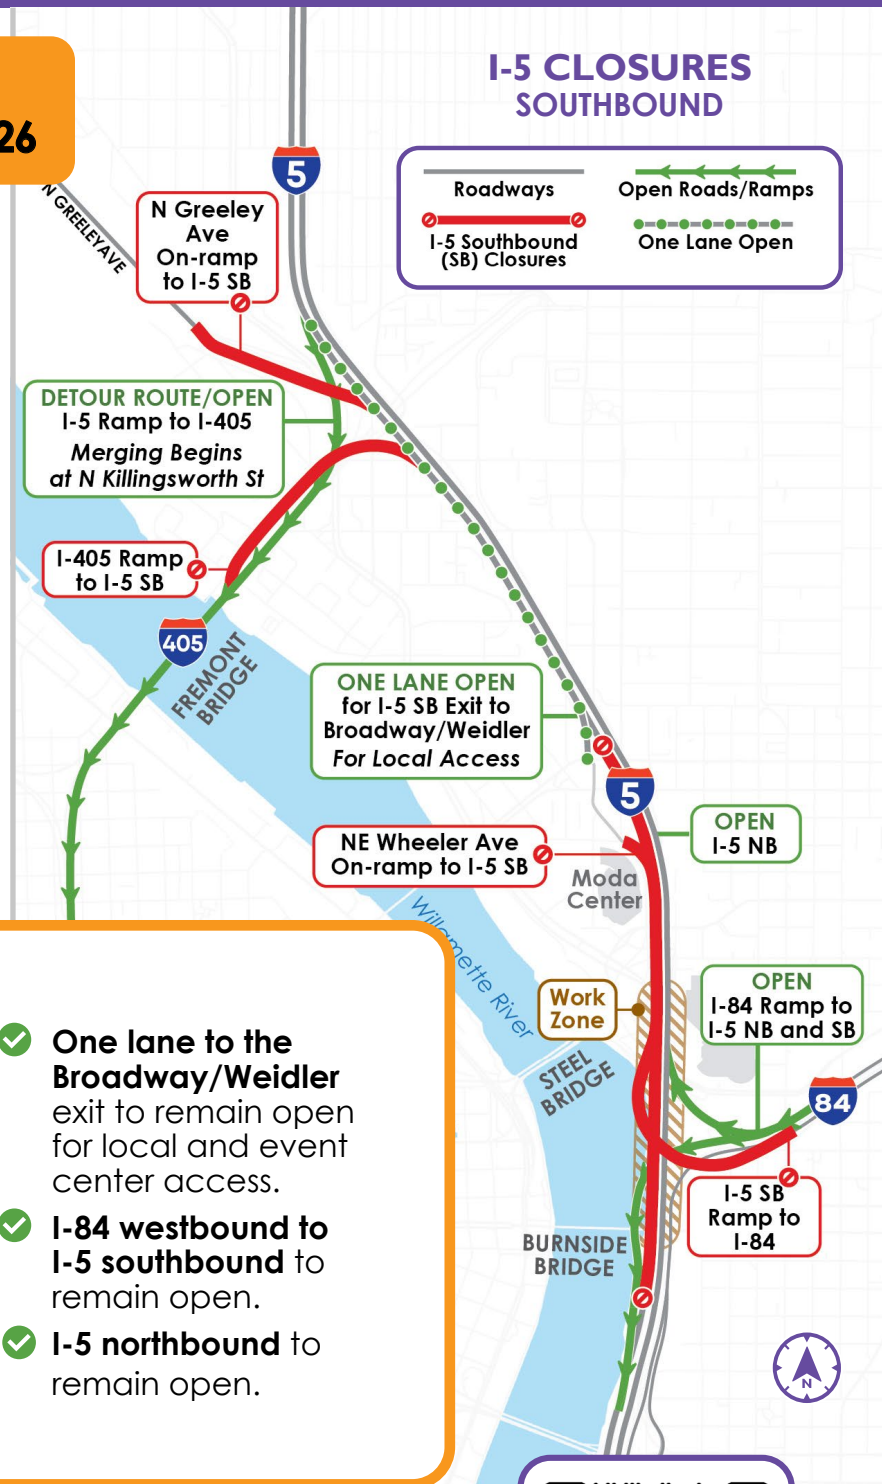 26
I-5 CLOSURES
SOUTHBOUND
Roadways
Open Roads/Ramps
I-5 Southbound
(SB) Closures
One Lane Open
5
N GREELEY AVE
N Greeley
Ave
On-ramp
to I-5 SB
DETOUR ROUTE/OPEN
I-5 Ramp to I-405
Merging Begins
at N Killingsworth St
I-405 Ramp
to I-5 SB
405
FREMONT
BRIDGE
ONE LANE OPEN
for I-5 SB Exit to
Broadway/Weidler
For Local Access
5
OPEN
I-5 NB
NE Wheeler Ave
On-ramp to I-5 SB
Moda
Center
Willamette River
Work
Zone
OPEN
I-84 Ramp to
I-5 NB and SB
STEEL
BRIDGE
84
I-5 SB
Ramp to
I-84
BURNSIDE
BRIDGE
One lane to the
Broadway/Weidler
exit to remain open
for local and event
center access.
I-84 westbound to
I-5 southbound to
remain open.
I-5 northbound to
remain open.
N